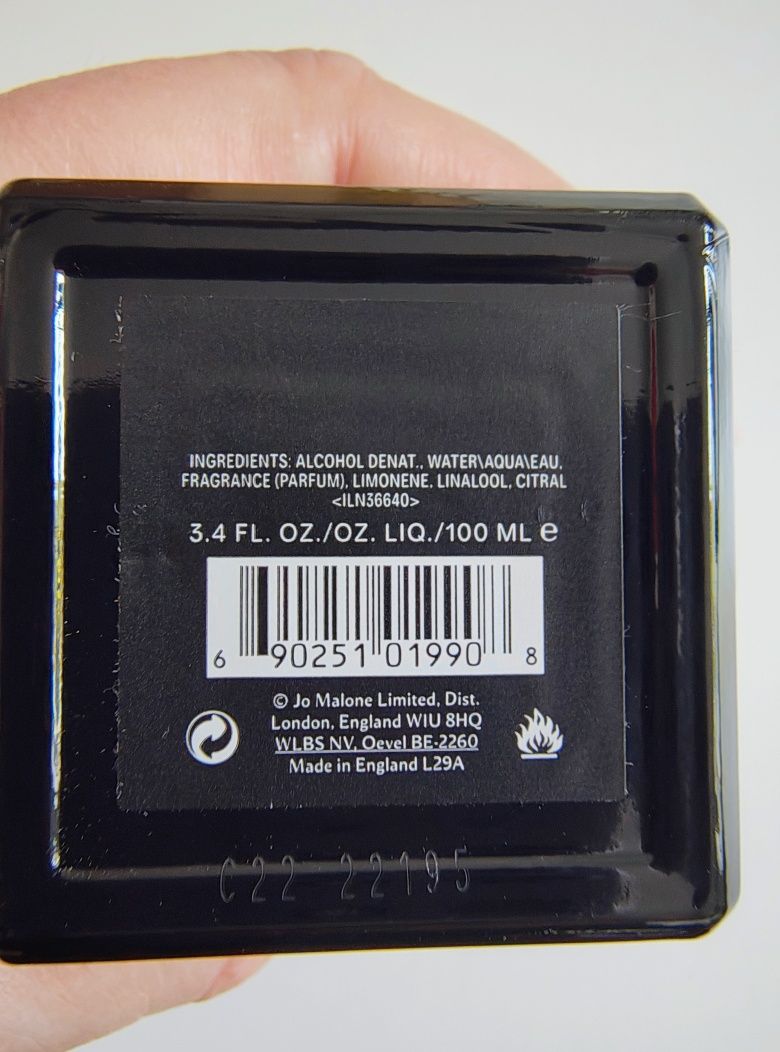 INGREDIENTS: ALCOHOL DENAT., WATER\AQUA\EAU,
FRAGRANCE (PARFUM), LIMONENE, LINALOOL, CITRAL
<ILN36640>
3.4 FL. OZ./OZ. LIQ./100 ML e
6 90251 01990 8
© Jo Malone Limited, Dist.
London, England W1U 8HQ
WLBS NV, Oevel BE-2260
Made in England L29A
C22 22195